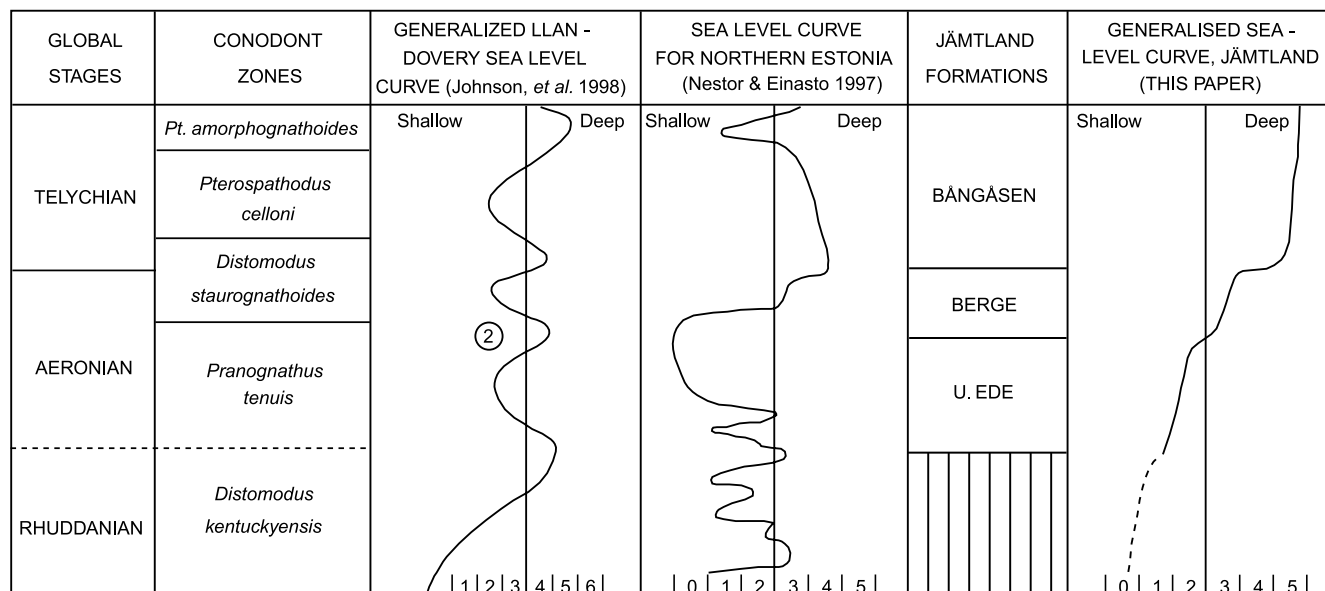 GLOBAL
STAGES
CONODONT
ZONES
GENERALIZED LLAN -
DOVERY SEA LEVEL
CURVE (Johnson, et al. 1998)
SEA LEVEL CURVE
FOR NORTHERN ESTONIA
(Nestor & Einasto 1997)
JÄMTLAND
FORMATIONS
GENERALISED SEA -
LEVEL CURVE, JÄMTLAND
(THIS PAPER)
TELYCHIAN
AERONIAN
RHUDDANIAN
Pt. amorphognathoides
Pterospathodus
celloni
Distomodus
staurognathoides
Pranognathus
tenuis
Distomodus
kentuckyensis
Shallow Deep
2
1 2 3 4 5 6
Shallow Deep
0 1 2 3 4 5
BÅNGÅSEN
BERGE
U. EDE
Shallow Deep
0 1 2 3 4 5